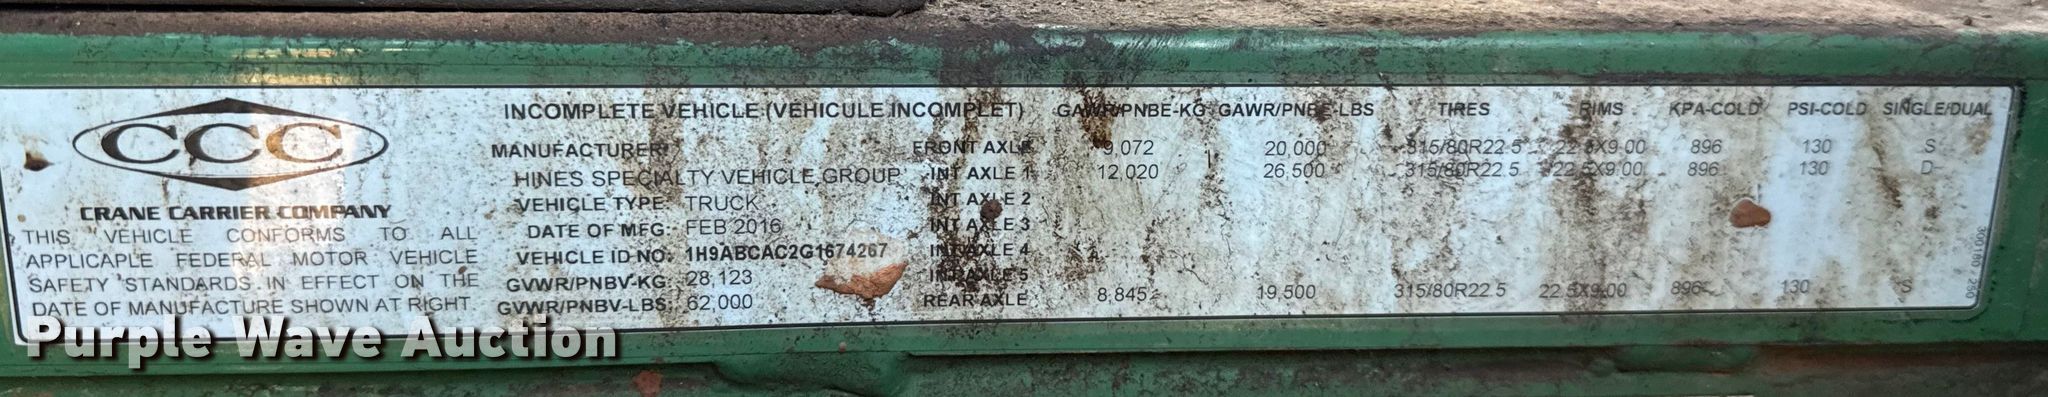 CCC
CRANE CARRIER COMPANY
THIS VEHICLE CONFORMS TO ALL
APPLICAPLE FEDERAL MOTOR VEHICLE
SAFETY STANDARDS IN EFFECT ON THE
DATE OF MANUFACTURE SHOWN AT RIGHT.
INCOMPLETE VEHICLE (VÉHICULE INCOMPLET) GAWR/PNBE-KG GAWR/PNBE-LBS TIRES RIMS KPA-COLD PSI-COLD SINGLE/DUAL
MANUFACTURER: FRONT AXLE 9,072 20,000 315/80R22.5 22.5X9.00 896 130 S
HINES SPECIALTY VEHICLE GROUP INT AXLE 1 12,020 26,500 315/80R22.5 22.5X9.00 896 130 D
VEHICLE TYPE: TRUCK INT AXLE 2
DATE OF MFG: FEB 2016 INT AXLE 3
VEHICLE ID NO: 1H9ABCAC2G1674267 INT AXLE 4
GVWR/PNBV-KG: 28,123 INT AXLE 5
GVWR/PNBV-LBS: 62,000 REAR AXLE 8,845 19,500 315/80R22.5 22.5X9.00 896 130 S
Purple Wave Auction